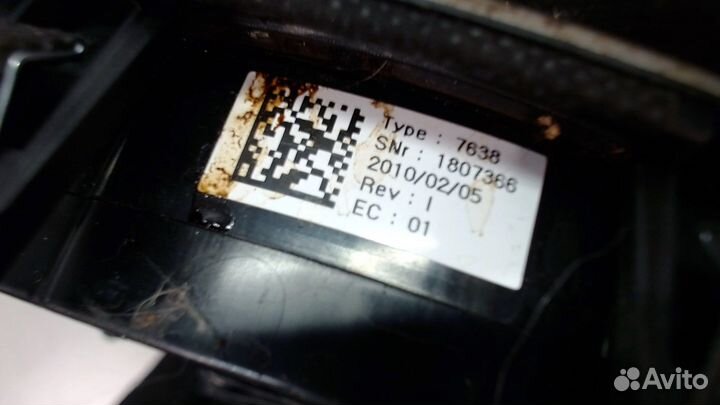 Type : 7638
SNr : 1807366
2010/02/05
Rev : I
EC : 01
Avito